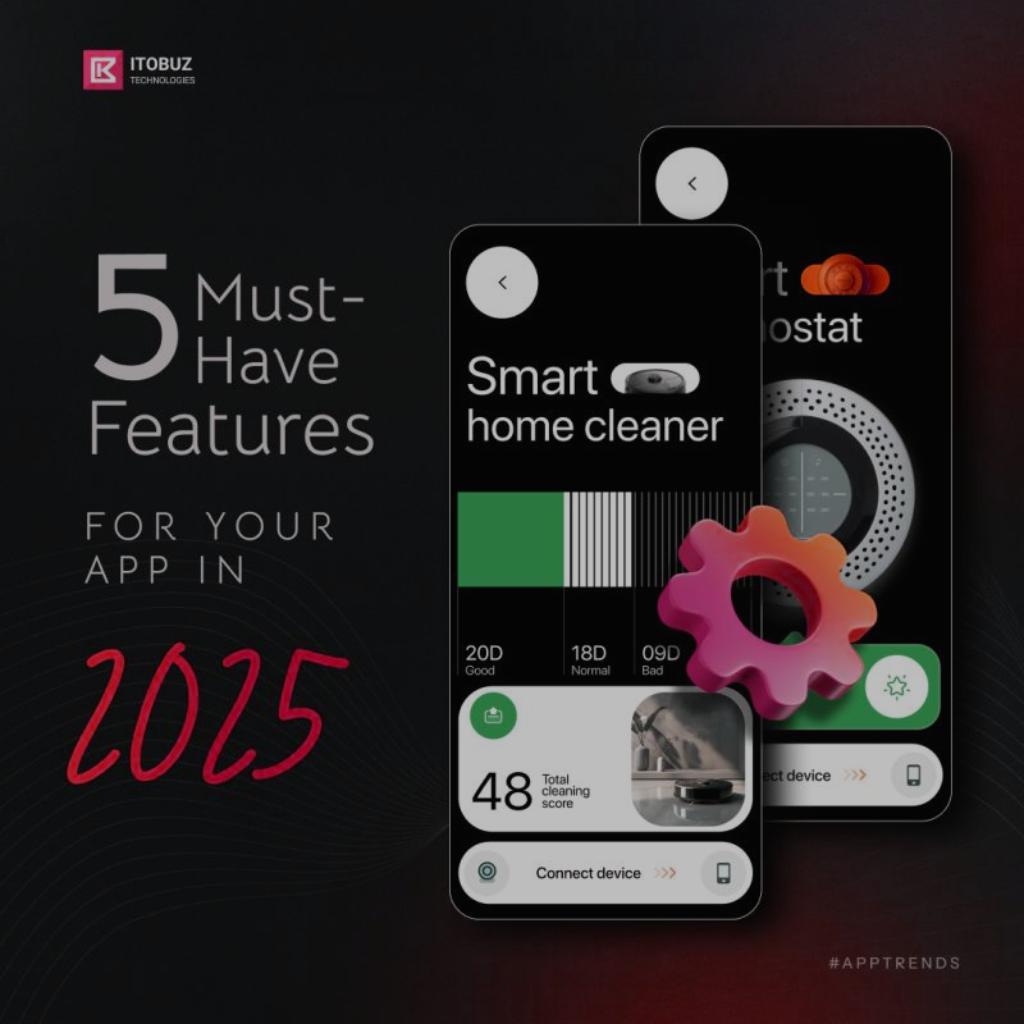 ITOBUZ
TECHNOLOGIES
5 Must-
Have
Features
FOR YOUR
APP IN
2025
Smart
home cleaner
20D
Good
18D
Normal
09D
Bad
48
Total
cleaning
score
Connect device
rt
ostat
ect device
#APPTRENDS